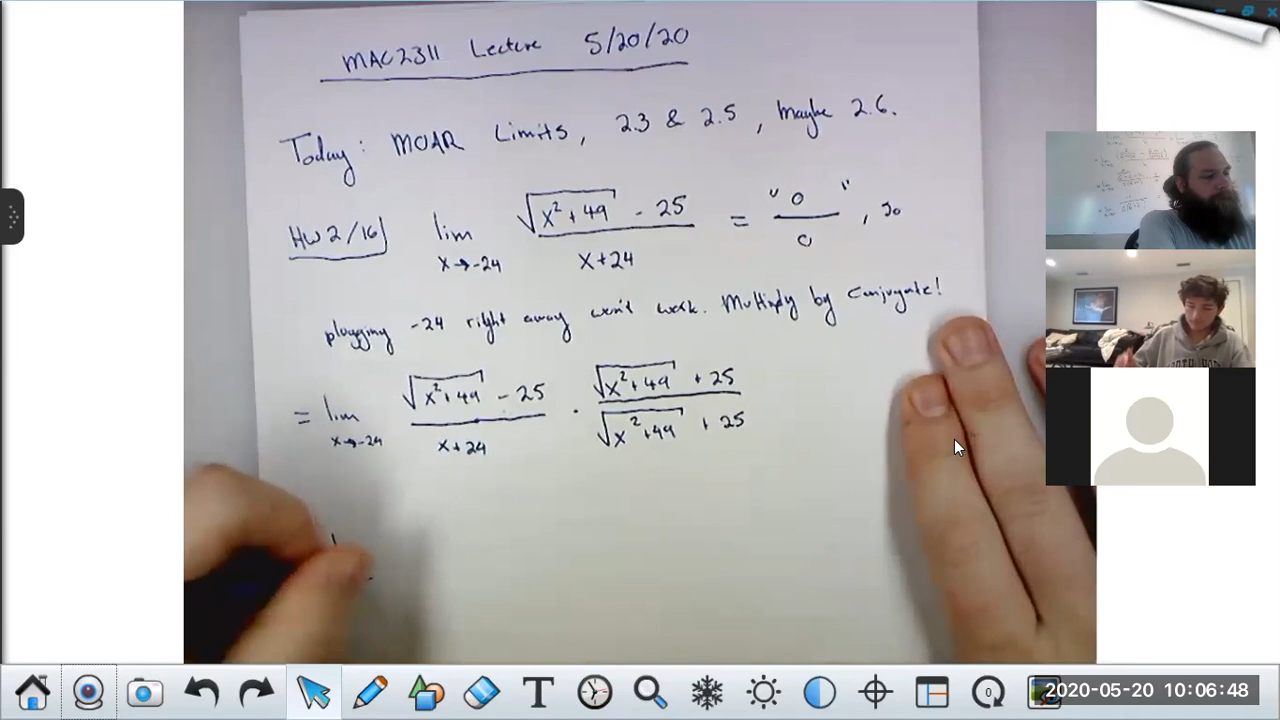 MAC2311 Lecture 5/20/20
Today: MOAR Limits, 2.3 & 2.5, Maybe 2.6.
HW2/16] lim x→-24 √(x²+49) - 25 / x+24 = "0/0", so
plugging -24 right away won't work. Multiply by Conjugate!
= lim x→-24 √(x²+49) - 25 / x+24 · √(x²+49) + 25 / √(x²+49) + 25
T
0
2020-05-20 10:06:48